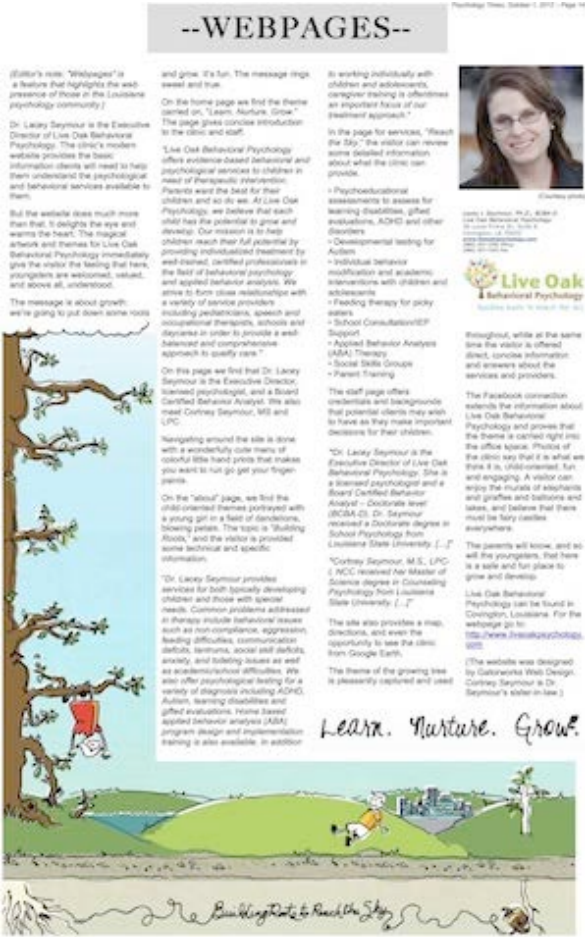 Psychology Times, October 1, 2012 - Page 14
--WEBPAGES--
(Editor's note: "Webpages" is
a feature that highlights the web
presence of those in the Louisiana
psychology community.)
Dr. Lacey Seymour is the Executive
Director of Live Oak Behavioral
Psychology. The clinic's modern
website provides the basic
information clients will need to help
them understand the psychological
and behavioral services available to
them.
But the website does much more
than that. It delights the eye and
warms the heart. The magical
artwork and themes for Live Oak
Behavioral Psychology immediately
give the visitor the feeling that here,
youngsters are welcomed, valued,
and above all, understood.
The message is about growth:
we're going to put down some roots
and grow. It's fun. The message rings
sweet and true.
On the home page we find the theme
carried on, "Learn. Nurture. Grow."
The page gives concise introduction
to the clinic and staff.
"Live Oak Behavioral Psychology
offers evidence-based behavioral and
psychological services to children in
need of therapeutic intervention.
Parents want the best for their
children and so do we. At Live Oak
Psychology, we believe that each
child has the potential to grow and
develop. Our mission is to help
children reach their full potential by
providing individualized treatment by
well-trained, certified professionals in
the field of behavioral psychology
and applied behavior analysis. We
strive to form close relationships with
a variety of service providers
including pediatricians, speech and
occupational therapists, schools and
daycares in order to provide a well-
balanced and comprehensive
approach to quality care."
On this page we find that Dr. Lacey
Seymour is the Executive Director,
licensed psychologist, and a Board
Certified Behavior Analyst. We also
meet Cortney Seymour, MS and
LPC.
Navigating around the site is done
with a wonderfully cute menu of
colorful little hand prints that makes
you want to run go get your finger-
paints.
On the "about" page, we find the
child-oriented themes portrayed with
a young girl in a field of dandelions,
blowing petals. The topic is "Building
Roots," and the visitor is provided
some technical and specific
information.
"Dr. Lacey Seymour provides
services for both typically developing
children and those with special
needs. Common problems addressed
in therapy include behavioral issues
such as non-compliance, aggression,
feeding difficulties, communication
deficits, tantrums, social skill deficits,
anxiety, and toileting issues as well
as academic/school difficulties. We
also offer psychological testing for a
variety of diagnosis including ADHD,
Autism, learning disabilities and
gifted evaluations. Home based
applied behavior analysis (ABA)
program design and implementation
training is also available. In addition
to working individually with
children and adolescents,
caregiver training is oftentimes
an important focus of our
treatment approach."
In the page for services, "Reach
the Sky," the visitor can review
some detailed information
about what the clinic can
provide.
• Psychoeducational
assessments to assess for
learning disabilities, gifted
evaluations, ADHD and other
disorders
• Developmental testing for
Autism
• Individual behavior
modification and academic
interventions with children and
adolescents
• Feeding therapy for picky
eaters
• School Consultation/IEP
Support
• Applied Behavior Analysis
(ABA) Therapy
• Social Skills Groups
• Parent Training
The staff page offers
credentials and backgrounds
that potential clients may wish
to have as they make important
decisions for their children.
"Dr. Lacey Seymour is the
Executive Director of Live Oak
Behavioral Psychology. She is
a licensed psychologist and a
Board Certified Behavior
Analyst – Doctorate level
(BCBA-D). Dr. Seymour
received a Doctorate degree in
School Psychology from
Louisiana State University. [...]"
"Cortney Seymour, M.S., LPC-
I, NCC received her Master of
Science degree in Counseling
Psychology from Louisiana
State University. [...]"
The site also provides a map,
directions, and even the
opportunity to see the clinic
from Google Earth.
The theme of the growing tree
is pleasantly captured and used
(Courtesy photo)
Live Oak Behavioral Psychology
Live Oak
Behavioral Psychology
throughout, while at the same
time the visitor is offered
direct, concise information
and answers about the
services and providers.
The Facebook connection
extends the information about
Live Oak Behavioral
Psychology and proves that
the theme is carried right into
the office space. Photos of
the clinic say that it is what we
think it is, child-oriented, fun
and engaging. A visitor can
enjoy the murals of elephants
and giraffes and balloons and
lakes, and believe that there
must be fairy castles
everywhere.
The parents will know, and so
will the youngsters, that here
is a safe and fun place to
grow and develop.
Live Oak Behavioral
Psychology can be found in
Covington, Louisiana. For the
webpage go to:
http://www.liveoakpsychology.
com
(The website was designed
by Gatorworks Web Design.
Cortney Seymour is Dr.
Seymour's sister-in-law.)
Learn. Nurture. Grow.
Building Roots to Reach the Sky